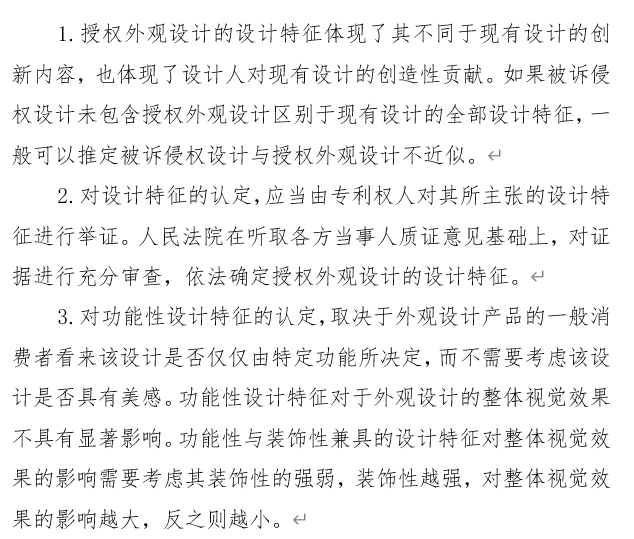 1.授权外观设计的设计特征体现了其不同于现有设计的创
新内容，也体现了设计人对现有设计的创造性贡献。如果被诉侵
权设计未包含授权外观设计区别于现有设计的全部设计特征，一
般可以推定被诉侵权设计与授权外观设计不近似。↵
2.对设计特征的认定，应当由专利权人对其所主张的设计特
征进行举证。人民法院在听取各方当事人质证意见基础上，对证
据进行充分审查，依法确定授权外观设计的设计特征。↵
3.对功能性设计特征的认定，取决于外观设计产品的一般消
费者看来该设计是否仅仅由特定功能所决定，而不需要考虑该设
计是否具有美感。功能性设计特征对于外观设计的整体视觉效果
不具有显著影响。功能性与装饰性兼具的设计特征对整体视觉效
果的影响需要考虑其装饰性的强弱，装饰性越强，对整体视觉效
果的影响越大，反之则越小。↵